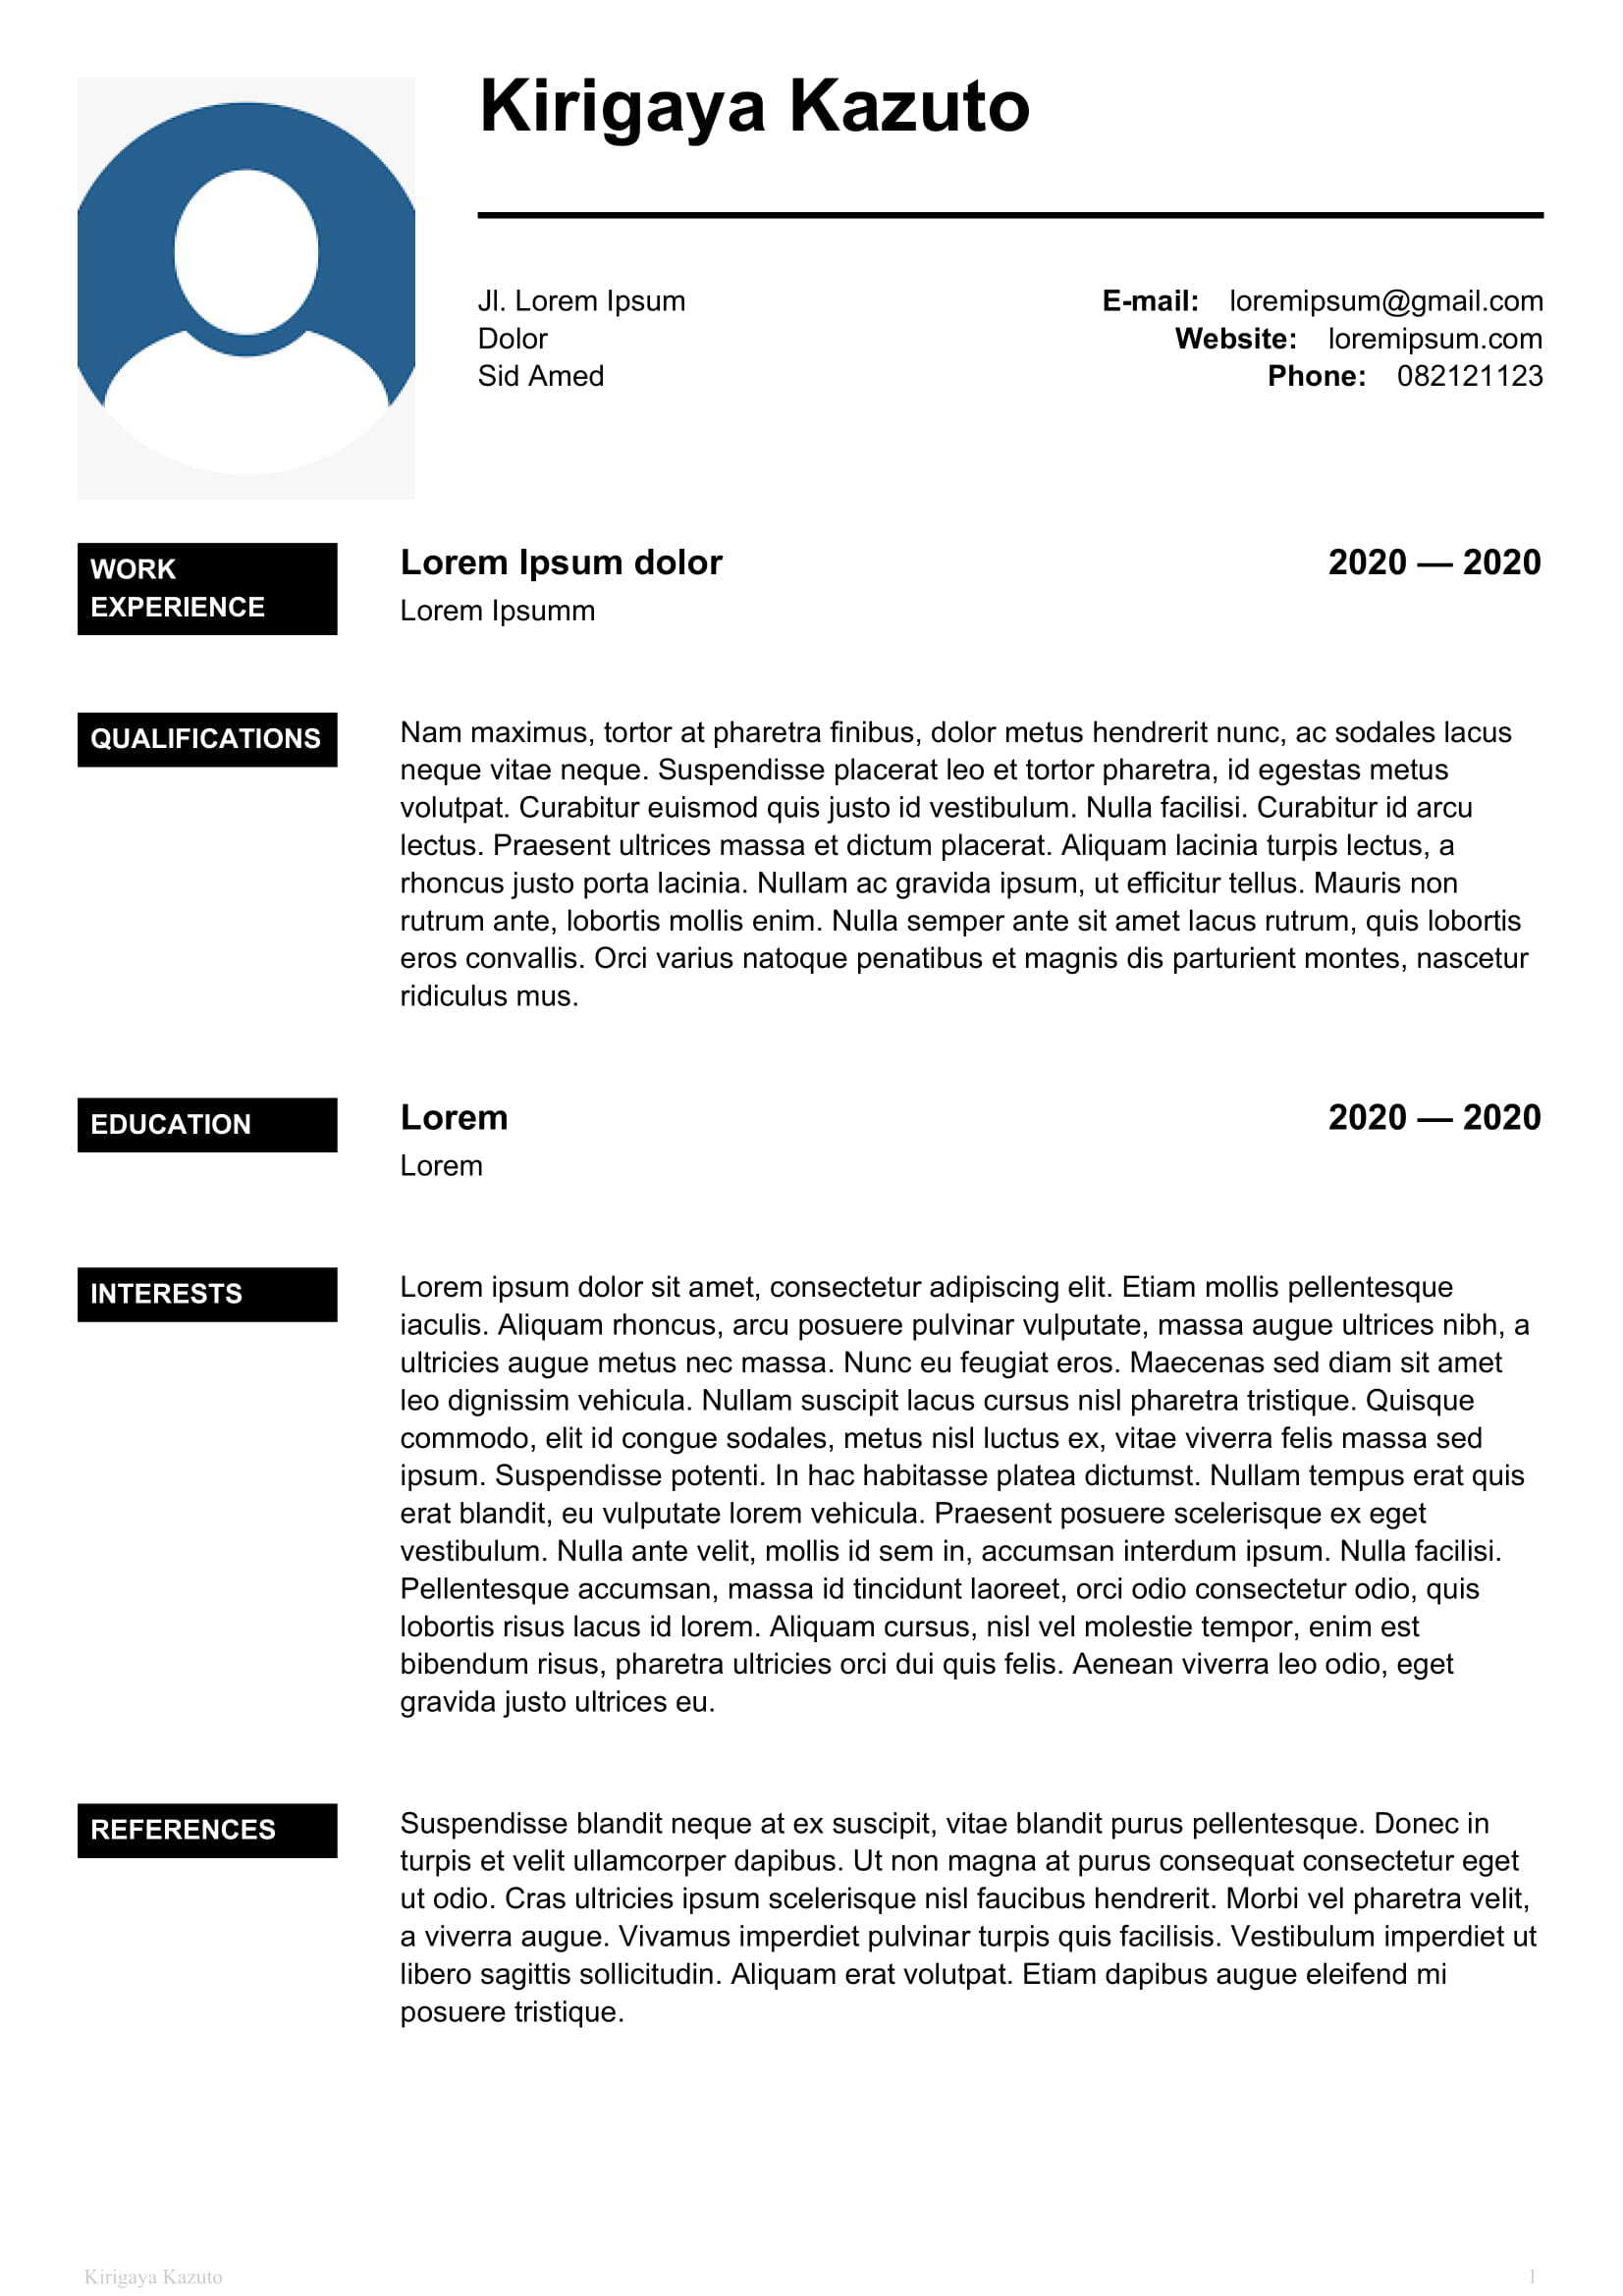 Kirigaya Kazuto
Jl. Lorem Ipsum
Dolor
Sid Amed
E-mail: loremipsum@gmail.com
Website: loremipsum.com
Phone: 082121123
WORK
EXPERIENCE
Lorem Ipsum dolor 2020 — 2020
Lorem Ipsumm
QUALIFICATIONS
Nam maximus, tortor at pharetra finibus, dolor metus hendrerit nunc, ac sodales lacus
neque vitae neque. Suspendisse placerat leo et tortor pharetra, id egestas metus
volutpat. Curabitur euismod quis justo id vestibulum. Nulla facilisi. Curabitur id arcu
lectus. Praesent ultrices massa et dictum placerat. Aliquam lacinia turpis lectus, a
rhoncus justo porta lacinia. Nullam ac gravida ipsum, ut efficitur tellus. Mauris non
rutrum ante, lobortis mollis enim. Nulla semper ante sit amet lacus rutrum, quis lobortis
eros convallis. Orci varius natoque penatibus et magnis dis parturient montes, nascetur
ridiculus mus.
EDUCATION
Lorem 2020 — 2020
Lorem
INTERESTS
Lorem ipsum dolor sit amet, consectetur adipiscing elit. Etiam mollis pellentesque
iaculis. Aliquam rhoncus, arcu posuere pulvinar vulputate, massa augue ultrices nibh, a
ultricies augue metus nec massa. Nunc eu feugiat eros. Maecenas sed diam sit amet
leo dignissim vehicula. Nullam suscipit lacus cursus nisl pharetra tristique. Quisque
commodo, elit id congue sodales, metus nisl luctus ex, vitae viverra felis massa sed
ipsum. Suspendisse potenti. In hac habitasse platea dictumst. Nullam tempus erat quis
erat blandit, eu vulputate lorem vehicula. Praesent posuere scelerisque ex eget
vestibulum. Nulla ante velit, mollis id sem in, accumsan interdum ipsum. Nulla facilisi.
Pellentesque accumsan, massa id tincidunt laoreet, orci odio consectetur odio, quis
lobortis risus lacus id lorem. Aliquam cursus, nisl vel molestie tempor, enim est
bibendum risus, pharetra ultricies orci dui quis felis. Aenean viverra leo odio, eget
gravida justo ultrices eu.
REFERENCES
Suspendisse blandit neque at ex suscipit, vitae blandit purus pellentesque. Donec in
turpis et velit ullamcorper dapibus. Ut non magna at purus consequat consectetur eget
ut odio. Cras ultricies ipsum scelerisque nisl faucibus hendrerit. Morbi vel pharetra velit,
a viverra augue. Vivamus imperdiet pulvinar turpis quis facilisis. Vestibulum imperdiet ut
libero sagittis sollicitudin. Aliquam erat volutpat. Etiam dapibus augue eleifend mi
posuere tristique.
Kirigaya Kazuto 1